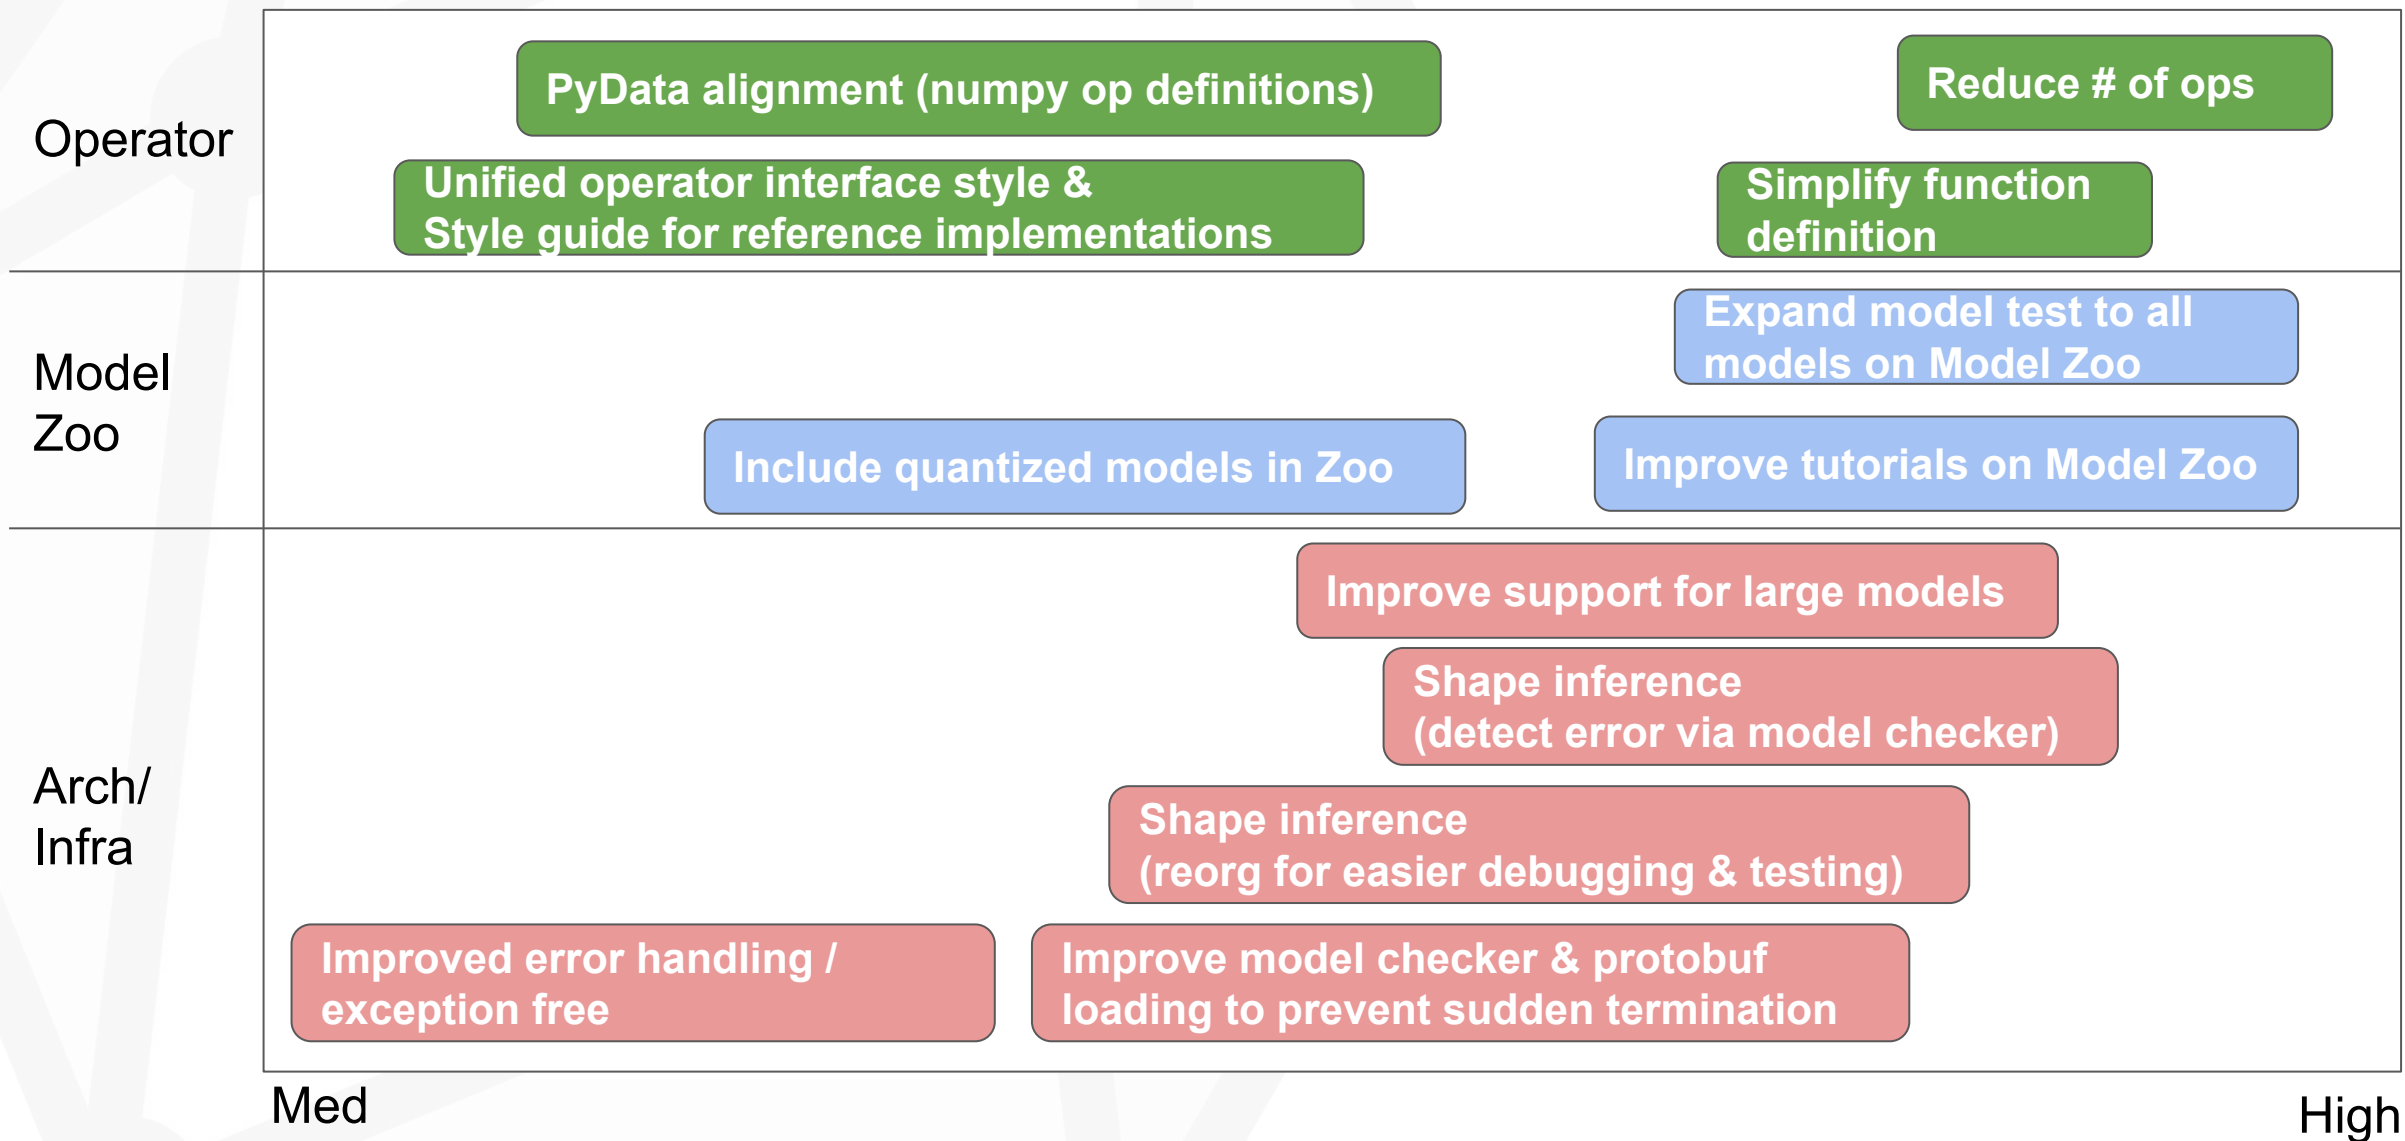 Operator
PyData alignment (numpy op definitions)
Reduce # of ops
Unified operator interface style &
Style guide for reference implementations
Simplify function
definition
Model
Zoo
Expand model test to all
models on Model Zoo
Include quantized models in Zoo
Improve tutorials on Model Zoo
Arch/
Infra
Improve support for large models
Shape inference
(detect error via model checker)
Shape inference
(reorg for easier debugging & testing)
Improved error handling /
exception free
Improve model checker & protobuf
loading to prevent sudden termination
Med
High